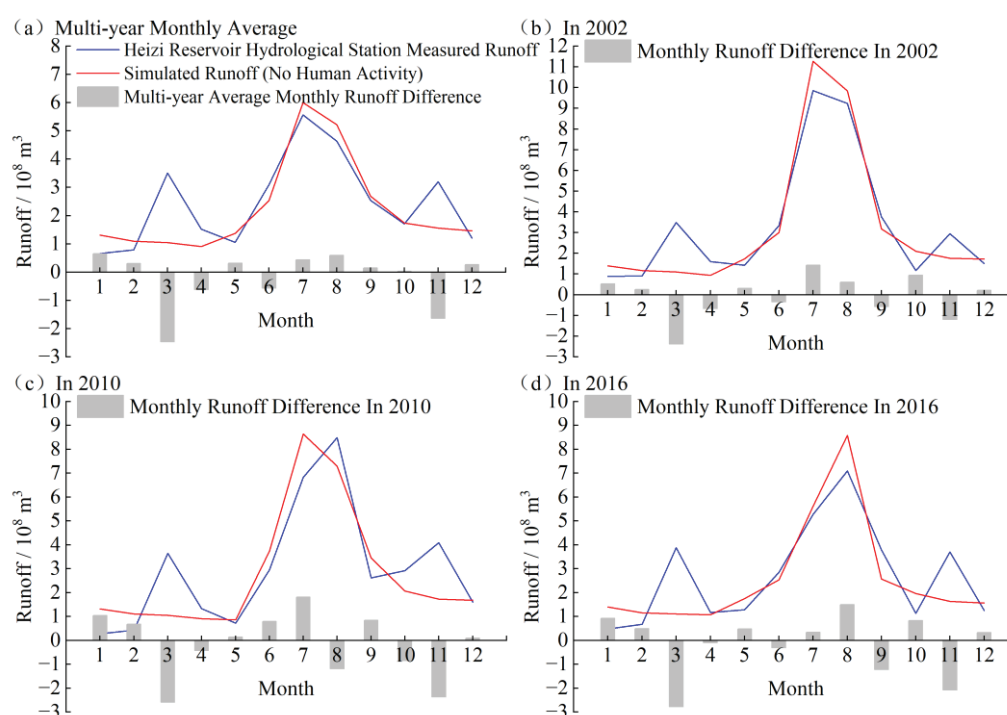 （a）Multi-year Monthly Average
Heizi Reservoir Hydrological Station Measured Runoff
Simulated Runoff (No Human Activity)
Multi-year Average Monthly Runoff Difference
8
7
6
5
4
3
2
1
0
−1
−2
−3
Runoff / 10⁸ m³
1 2 3 4 5 6 7 8 9 10 11 12
Month
（b）In 2002
Monthly Runoff Difference In 2002
12
11
10
9
8
7
6
5
4
3
2
1
0
−1
−2
−3
Runoff / 10⁸ m³
1 2 3 4 5 6 7 8 9 10 11 12
Month
（c）In 2010
Monthly Runoff Difference In 2010
10
9
8
7
6
5
4
3
2
1
0
−1
−2
−3
Runoff / 10⁸ m³
1 2 3 4 5 6 7 8 9 10 11 12
Month
（d）In 2016
Monthly Runoff Difference In 2016
10
9
8
7
6
5
4
3
2
1
0
−1
−2
−3
Runoff / 10⁸ m³
1 2 3 4 5 6 7 8 9 10 11 12
Month